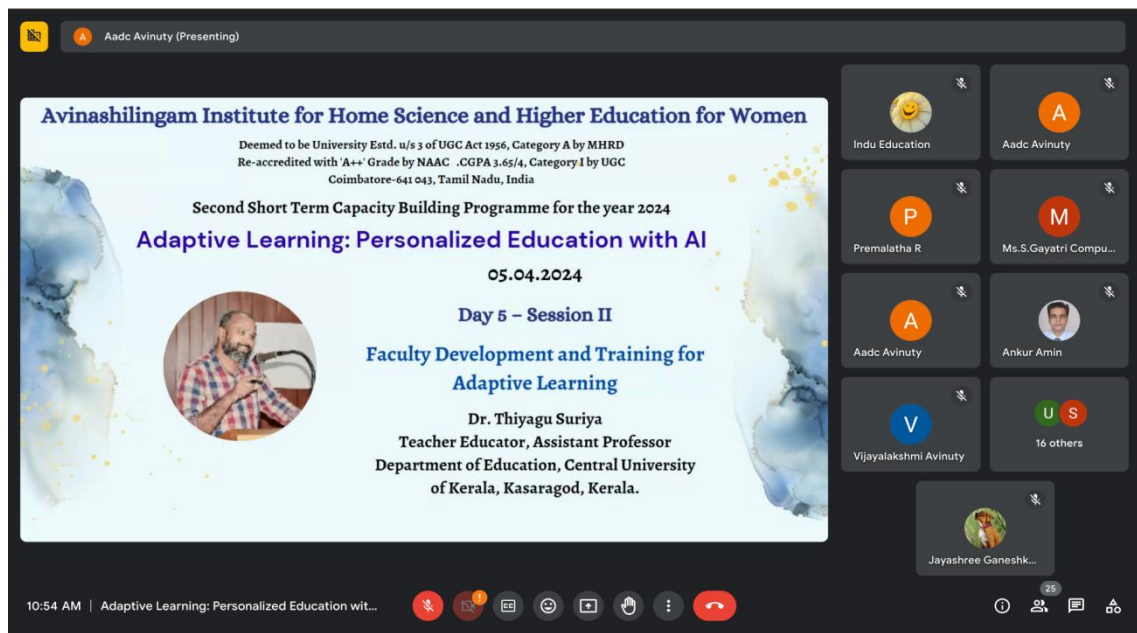 A
Aadc Avinuty (Presenting)
Avinashilingam Institute for Home Science and Higher Education for Women
Deemed to be University Estd. u/s 3 of UGC Act 1956, Category A by MHRD
Re-accredited with 'A++' Grade by NAAC .CGPA 3.65/4, Category I by UGC
Coimbatore-641 043, Tamil Nadu, India
Second Short Term Capacity Building Programme for the year 2024
Adaptive Learning: Personalized Education with AI
05.04.2024
Day 5 – Session II
Faculty Development and Training for
Adaptive Learning
Dr. Thiyagu Suriya
Teacher Educator, Assistant Professor
Department of Education, Central University
of Kerala, Kasaragod, Kerala.
Indu Education
A
Aadc Avinuty
P
Premalatha R
M
Ms.S.Gayatri Compu...
A
Aadc Avinuty
Ankur Amin
V
Vijayalakshmi Avinuty
U S
16 others
Jayashree Ganeshk...
10:54 AM | Adaptive Learning: Personalized Education wit...
!
CC
25